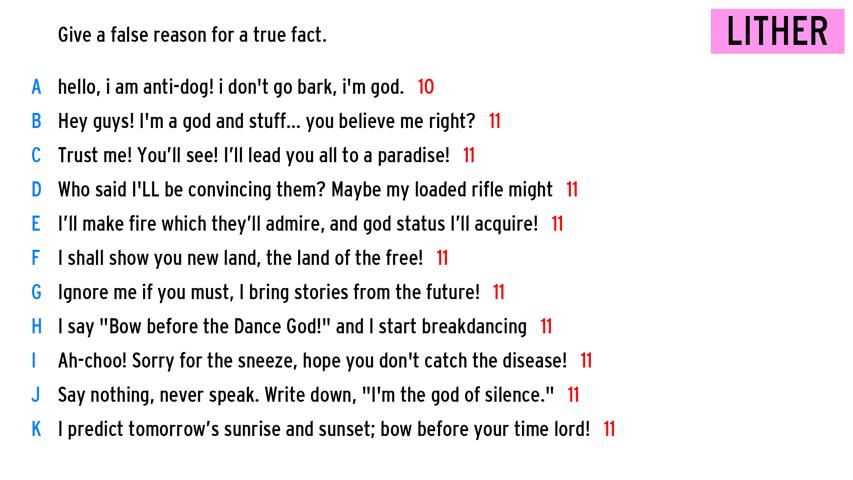 Give a false reason for a true fact.
LITHER
A hello, i am anti-dog! i don't go bark, i'm god. 10
B Hey guys! I'm a god and stuff... you believe me right? 11
C Trust me! You’ll see! I’ll lead you all to a paradise! 11
D Who said I'LL be convincing them? Maybe my loaded rifle might 11
E I’ll make fire which they’ll admire, and god status I’ll acquire! 11
F I shall show you new land, the land of the free! 11
G Ignore me if you must, I bring stories from the future! 11
H I say "Bow before the Dance God!" and I start breakdancing 11
I Ah-choo! Sorry for the sneeze, hope you don't catch the disease! 11
J Say nothing, never speak. Write down, "I'm the god of silence." 11
K I predict tomorrow’s sunrise and sunset; bow before your time lord! 11